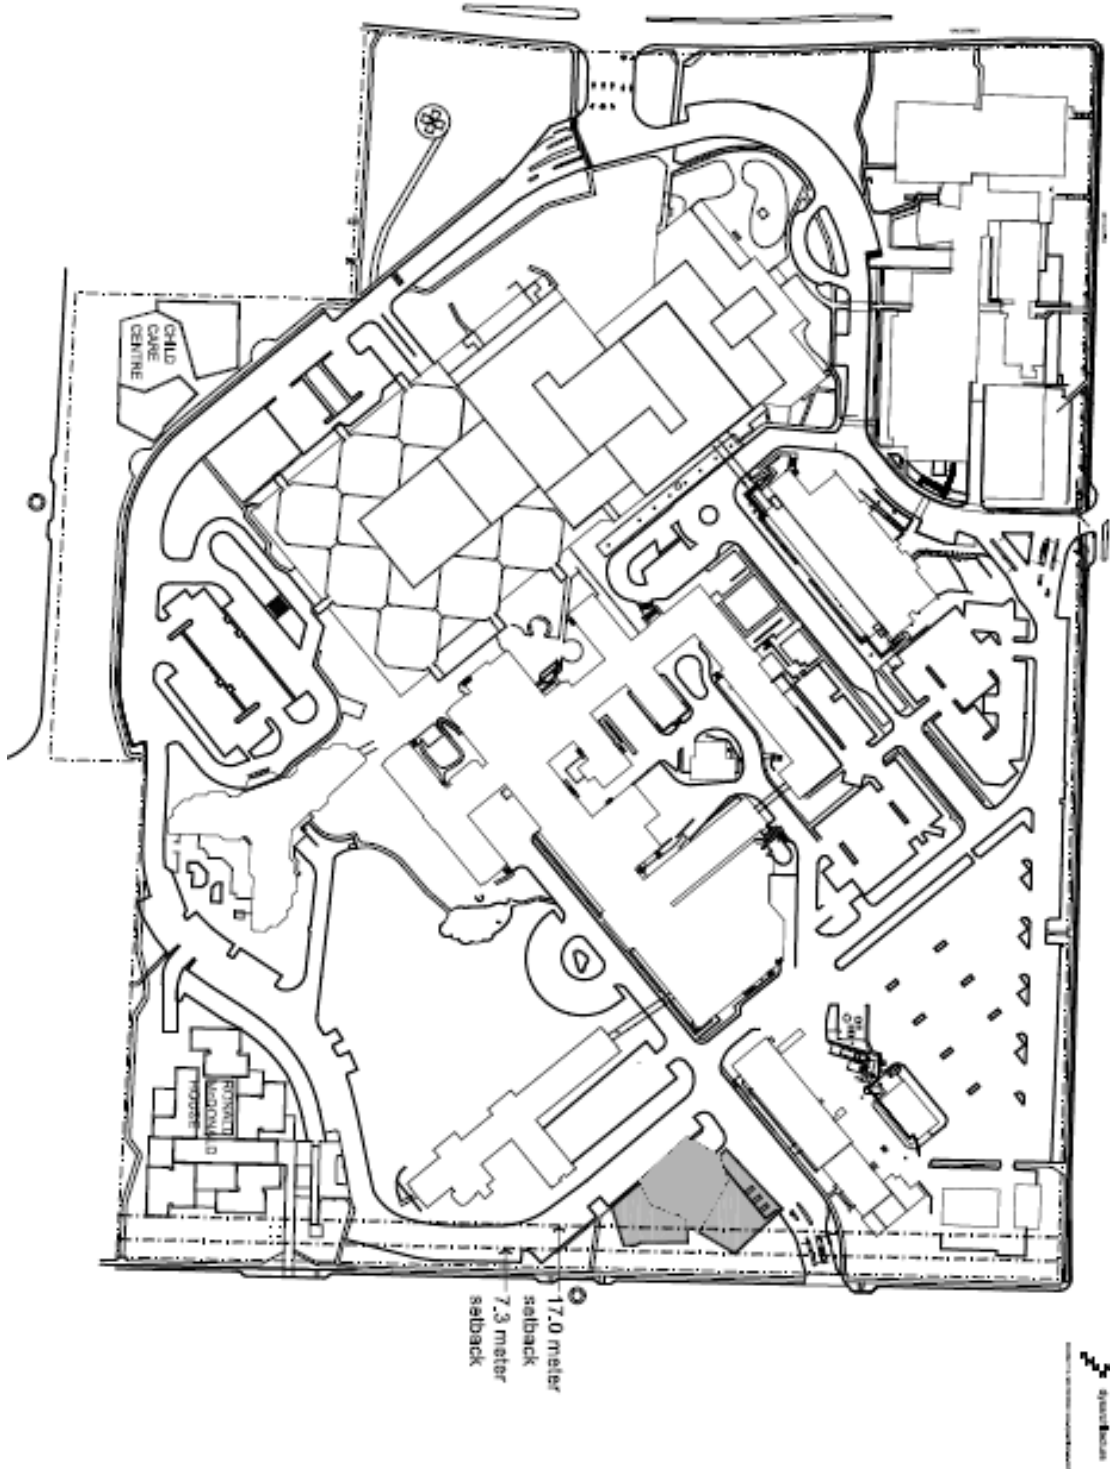 CHILD
CARE
CENTRE
RONALD
McDONALD
HOUSE
17.0 meter
setback
7.3 meter
setback